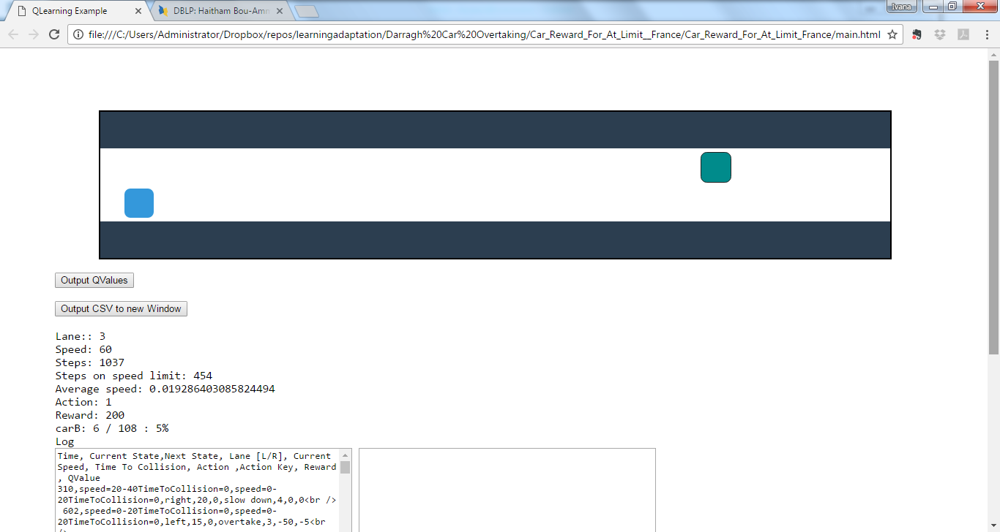 QLearning Example
DBLP: Haitham Bou-Amm
Ivana
file:///C:/Users/Administrator/Dropbox/repos/learningadaptation/Darragh%20Car%20Overtaking/Car_Reward_For_At_Limit__France/Car_Reward_For_At_Limit_France/main.html
Output QValues
Output CSV to new Window
Lane:: 3
Speed: 60
Steps: 1037
Steps on speed limit: 454
Average speed: 0.019286403085824494
Action: 1
Reward: 200
carB: 6 / 108 : 5%
Log
Time, Current State,Next State, Lane [L/R], Current
Speed, Time To Collision, Action ,Action Key, Reward
, QValue
310,speed=20-40TimeToCollision=0,speed=0-
20TimeToCollision=0,right,20,0,slow down,4,0,0<br />
602,speed=0-20TimeToCollision=0,speed=0-
20TimeToCollision=0,left,15,0,overtake,3,-50,-5<br
/>